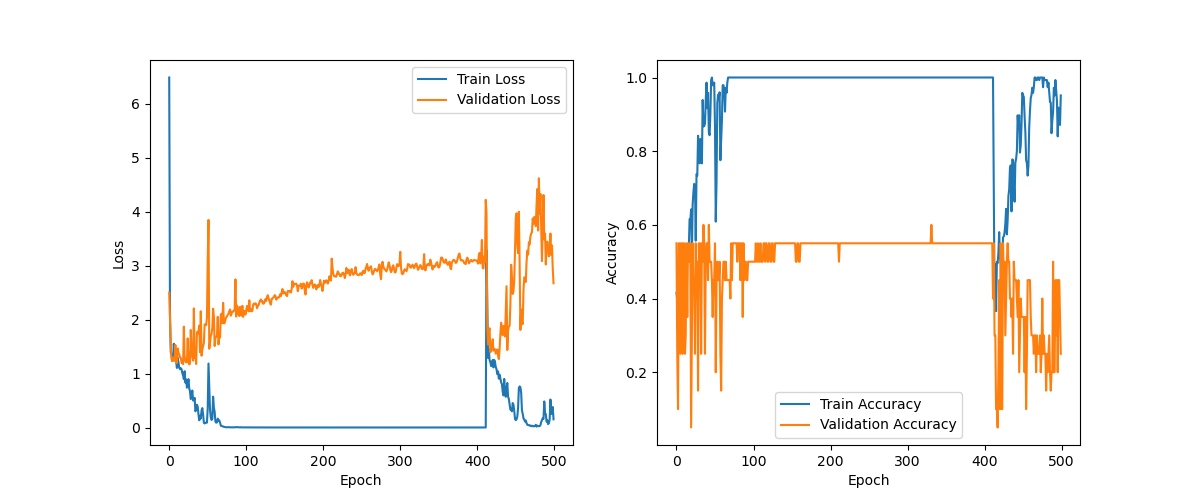 Train Loss
Validation Loss
Loss
6
5
4
3
2
1
0
0 100 200 300 400 500
Epoch
Accuracy
1.0
0.8
0.6
0.4
0.2
Train Accuracy
Validation Accuracy
0 100 200 300 400 500
Epoch